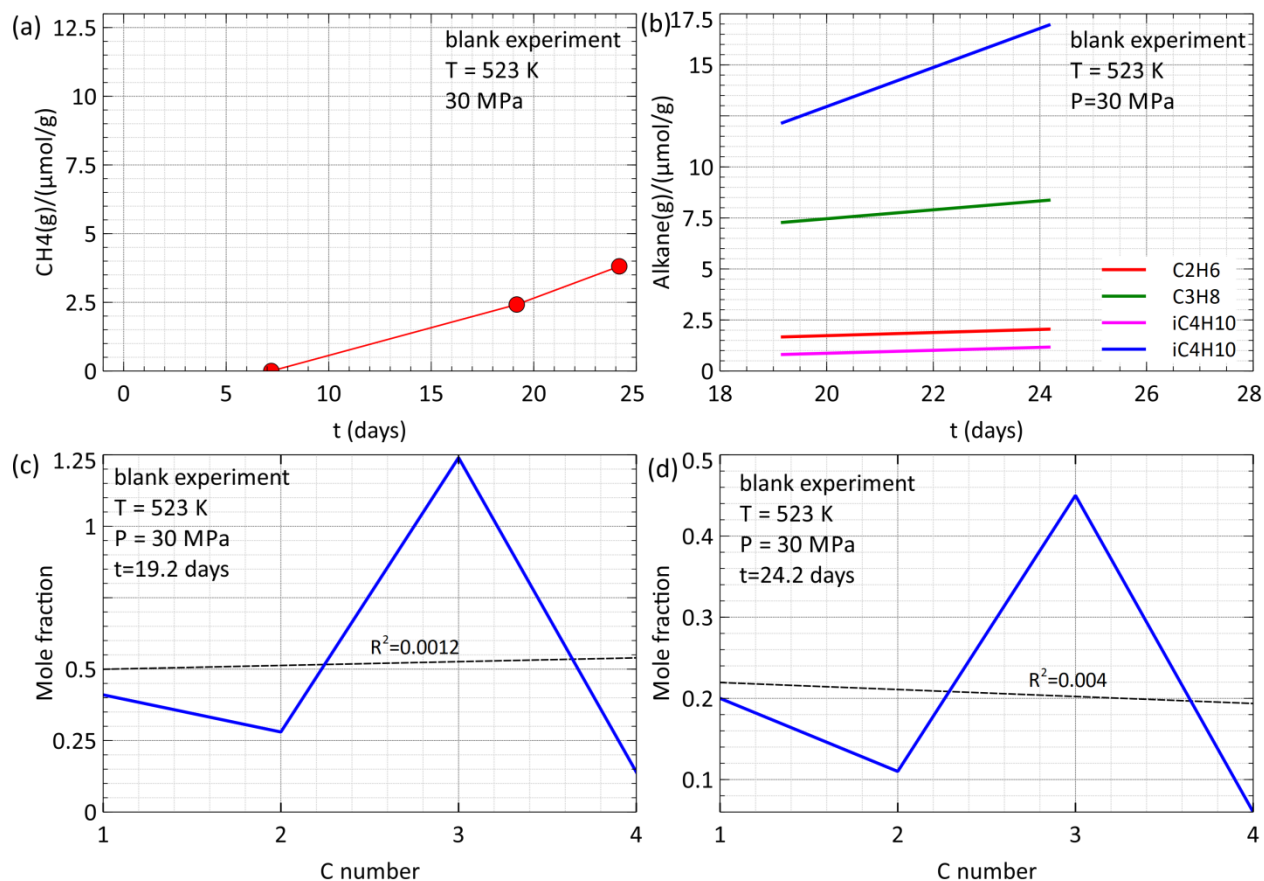 (a)
12.5
10
7.5
5
2.5
0
CH4(g)/(μmol/g)
blank experiment
T = 523 K
30 MPa
0
5
10
15
20
25
t (days)
(b)
17.5
15
12.5
10
7.5
5
2.5
0
Alkane(g)/(μmol/g)
blank experiment
T = 523 K
P=30 MPa
C2H6
C3H8
iC4H10
iC4H10
18
20
22
24
26
28
t (days)
(c)
1.25
1
0.75
0.5
0.25
0
Mole fraction
blank experiment
T = 523 K
P = 30 MPa
t=19.2 days
R²=0.0012
1
2
3
4
C number
(d)
0.5
0.4
0.3
0.2
0.1
Mole fraction
blank experiment
T = 523 K
P = 30 MPa
t=24.2 days
R²=0.004
1
2
3
4
C number